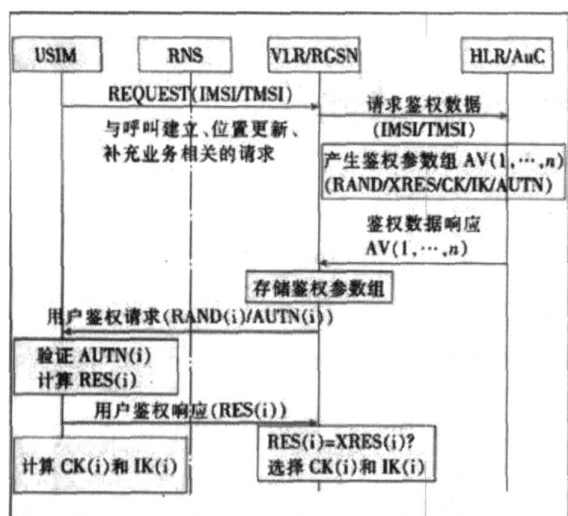 USIM
RNS
VLR/RGSN
HLR/AuC
REQUEST(IMSI/TMSI)
请求鉴权数据
(IMSI/TMSI)
与呼叫建立、位置更新、
补充业务相关的请求
产生鉴权参数组 AV(1,…,n)
(RAND/XRES/CK/IK/AUTN)
鉴权数据响应
AV(1,…,n)
存储鉴权参数组
用户鉴权请求(RAND(i)/AUTN(i))
验证 AUTN(i)
计算 RES(i)
用户鉴权响应(RES(i))
RES(i)=XRES(i)?
选择 CK(i)和 IK(i)
计算 CK(i)和 IK(i)